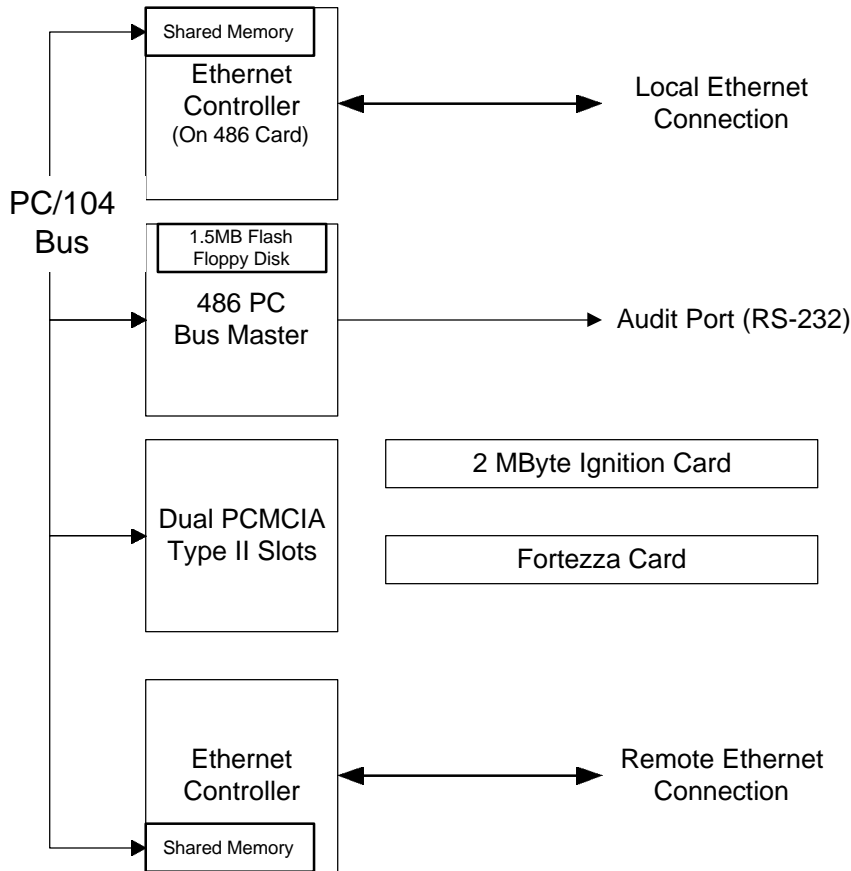 Shared Memory
Ethernet
Controller
(On 486 Card)
Local Ethernet
Connection
PC/104
Bus
1.5MB Flash
Floppy Disk
486 PC
Bus Master
Audit Port (RS-232)
2 MByte Ignition Card
Dual PCMCIA
Type II Slots
Fortezza Card
Ethernet
Controller
Remote Ethernet
Connection
Shared Memory